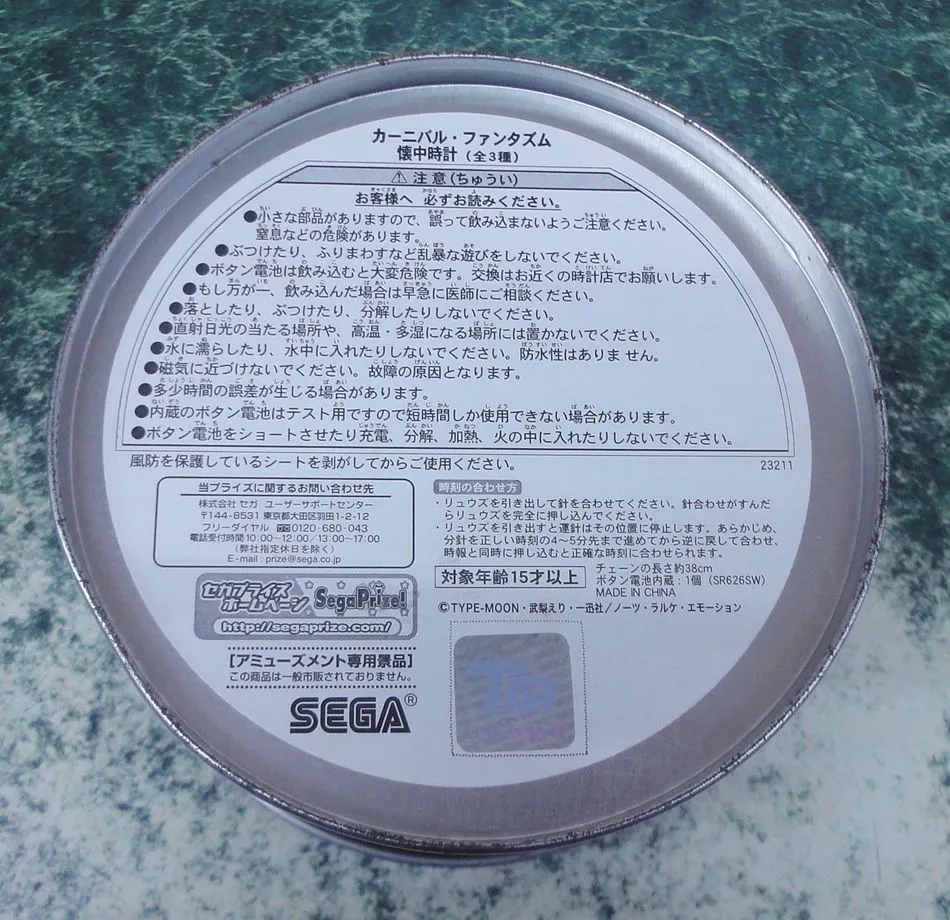 カーニバル・ファンタズム
懐中時計(全3種)
⚠注意(ちゅうい)
お客様へ 必ずお読みください。
●小さな部品がありますので、誤って飲み込まないようご注意ください。
窒息などの危険があります。
●ぶつけたり、ふりまわすなど乱暴な遊びをしないでください。
●ボタン電池は飲み込むと大変危険です。交換はお近くの時計店でお願いします。
●もし万が一、飲み込んだ場合は早急に医師にご相談ください。
●落としたり、ぶつけたり、分解したりしないでください。
●直射日光の当たる場所や、高温・多湿になる場所には置かないでください。
●水に濡らしたり、水中に入れたりしないでください。防水性はありま せん。
●磁気に近づけないでください。故障の原因となります。
●多少時間の誤差が生じる場合があります。
●内蔵のボタン電池はテスト用ですので短時間しか使用できない場合があります。
●ボタン電池をショートさせたり充電、分解、加熱、火の中に入れたりしないでください。
風防を保護しているシートを剥がしてからご使用ください。
23211
当プライズに関するお問い合わせ先
株式会社 セガ ユーザーサポートセンター
〒144-8531 東京都大田区羽田1-2-12
フリーダイヤル 0120-680-043
電話受付時間 10:00~12:00/13:00~17:00
(弊社指定休日を除く)
E-mail:prize@sega.co.jp
時刻の合わせ方
・リュウズを引き出して針を合わせてください。針合わせがすんだ
らリュウズを完全に押し込んでください。
・リュウズを引き出すと運針はその位置に停止します。あらかじめ、
分針を正しい時刻の4~5分先まで進めてから逆に戻して合わせ、
時報と同時に押し込むと正確な時刻に合わせられます。
対象年齢15才以上
チェーンの長さ約38cm
ボタン電池内蔵:1個(SR626SW)
MADE IN CHINA
©TYPE-MOON・武梨えり・一迅社/ノーツ・ラルケ・エモーション
セガプライズ
ホームページ
SegaPrize!
http://segaprize.com/
[アミューズメント専用景品]
この商品は一般市販されておりません。
SEGA®